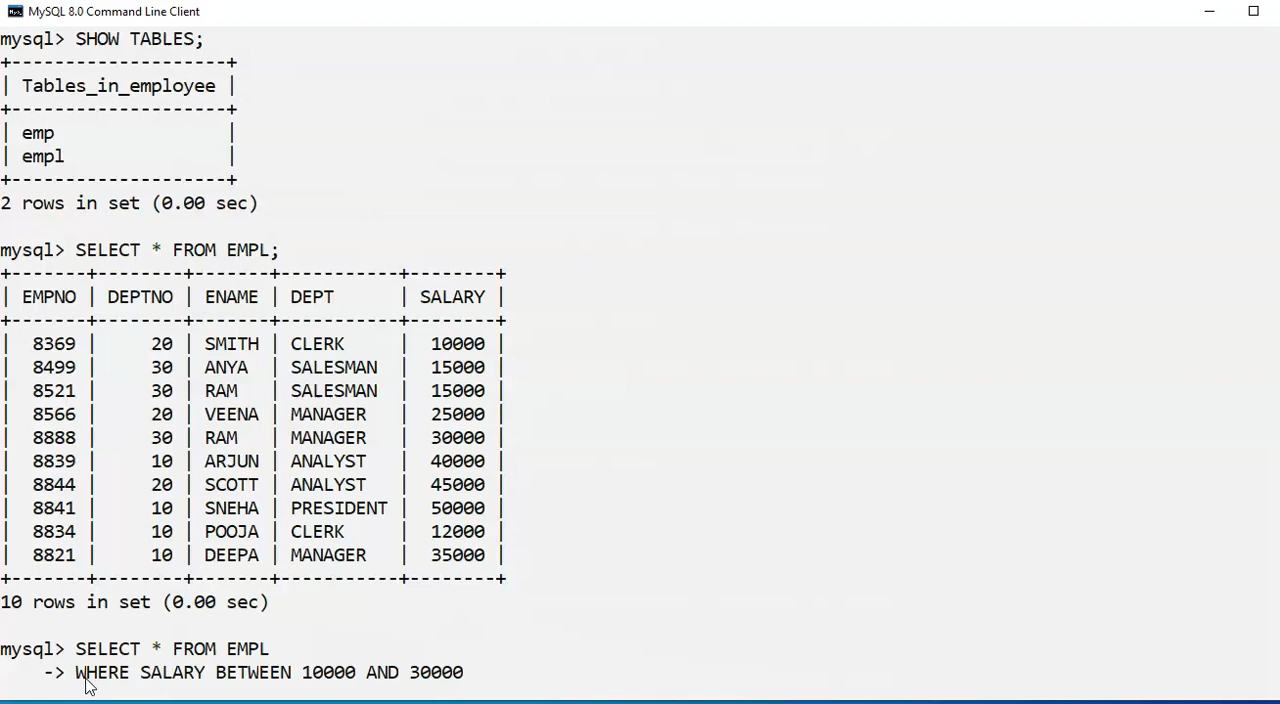 MySQL 8.0 Command Line Client
mysql> SHOW TABLES;
+--------------------+
| Tables_in_employee |
+--------------------+
| emp                |
| empl               |
+--------------------+
2 rows in set (0.00 sec)
mysql> SELECT * FROM EMPL;
+-------+--------+-------+-----------+--------+
| EMPNO | DEPTNO | ENAME | DEPT      | SALARY |
+-------+--------+-------+-----------+--------+
|  8369 |     20 | SMITH | CLERK     |  10000 |
|  8499 |     30 | ANYA  | SALESMAN  |  15000 |
|  8521 |     30 | RAM   | SALESMAN  |  15000 |
|  8566 |     20 | VEENA | MANAGER   |  25000 |
|  8888 |     30 | RAM   | MANAGER   |  30000 |
|  8839 |     10 | ARJUN | ANALYST   |  40000 |
|  8844 |     20 | SCOTT | ANALYST   |  45000 |
|  8841 |     10 | SNEHA | PRESIDENT |  50000 |
|  8834 |     10 | POOJA | CLERK     |  12000 |
|  8821 |     10 | DEEPA | MANAGER   |  35000 |
+-------+--------+-------+-----------+--------+
10 rows in set (0.00 sec)
mysql> SELECT * FROM EMPL
    -> WHERE SALARY BETWEEN 10000 AND 30000